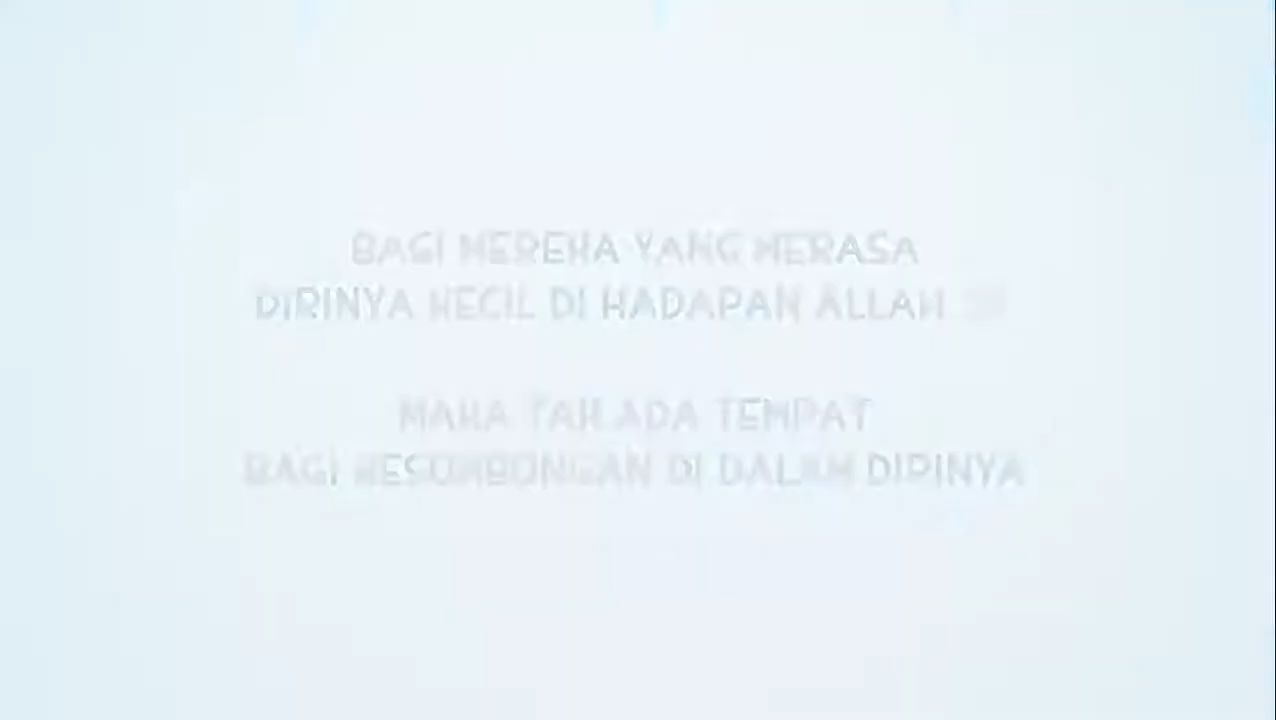 BAGI MEREKA YANG MERASA
DIRINYA KECIL DI HADAPAN ALLAH
MAKA TAK ADA TEMPAT
BAGI KESOMBONGAN DI DALAM DIRINYA